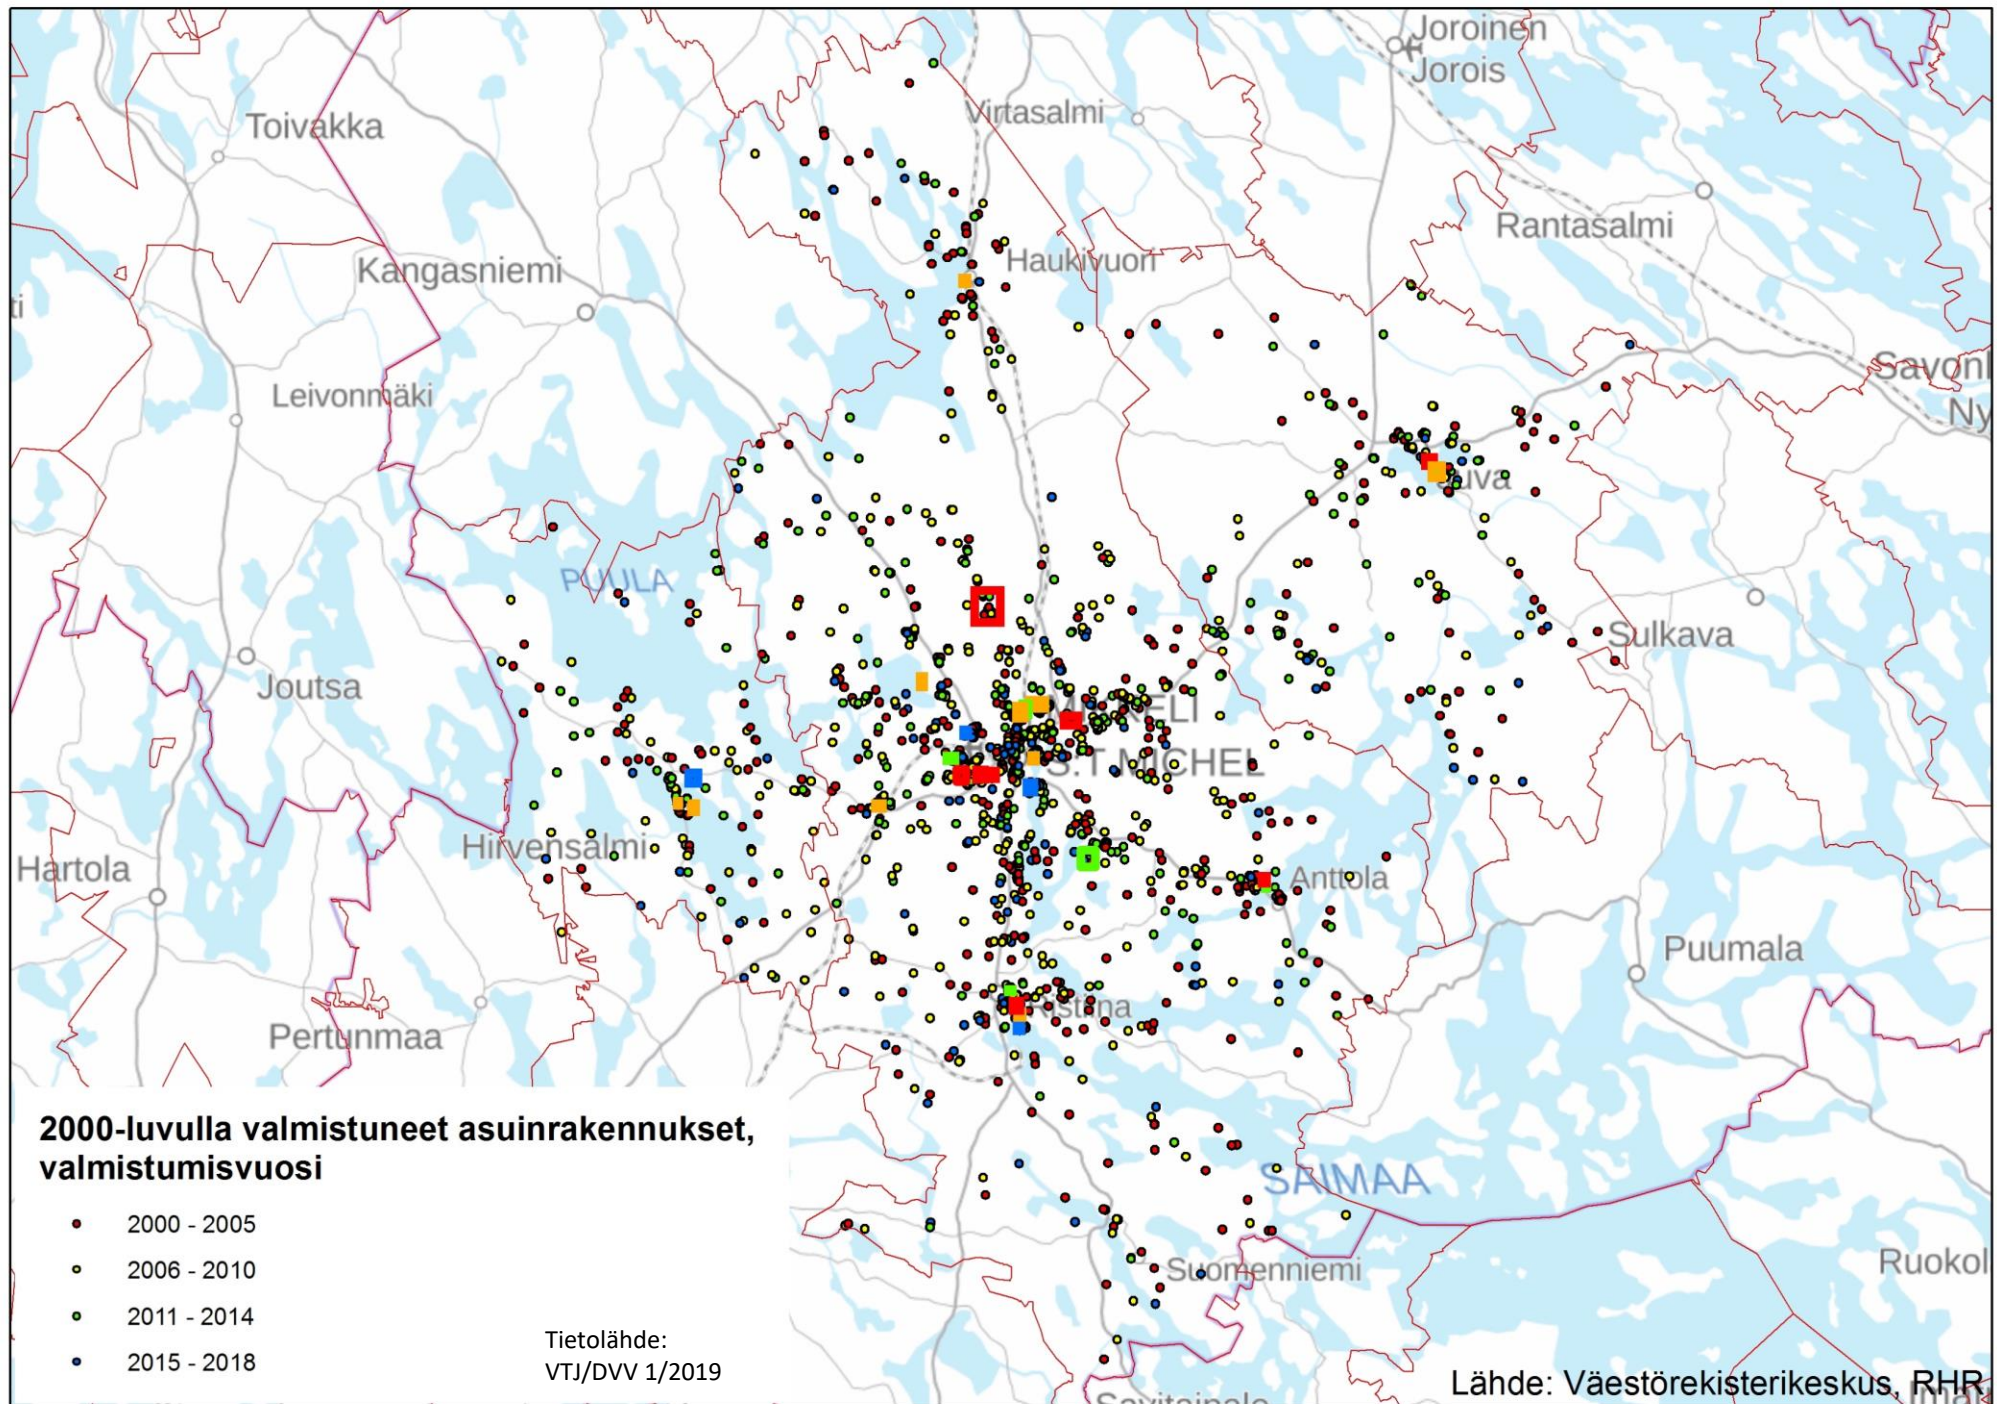 Joroinen
Jorois
Virtasalmi
Toivakka
Rantasalmi
Haukivuori
Kangasniemi
ti
Savonl
Leivonmäki
Ny
PUULA
Sulkava
Joutsa
S:T MICHEL
Hirvensalmi
Hartola
Anttola
Puumala
Ristiina
Pertunmaa
2000-luvulla valmistuneet asuinrakennukset,
valmistumisvuosi
SAIMAA
2000 - 2005
Ruokol
2006 - 2010
Suomenniemi
2011 - 2014
Tietolähde:
2015 - 2018
VTJ/DVV 1/2019
Lähde: Väestörekisterikeskus, RHR